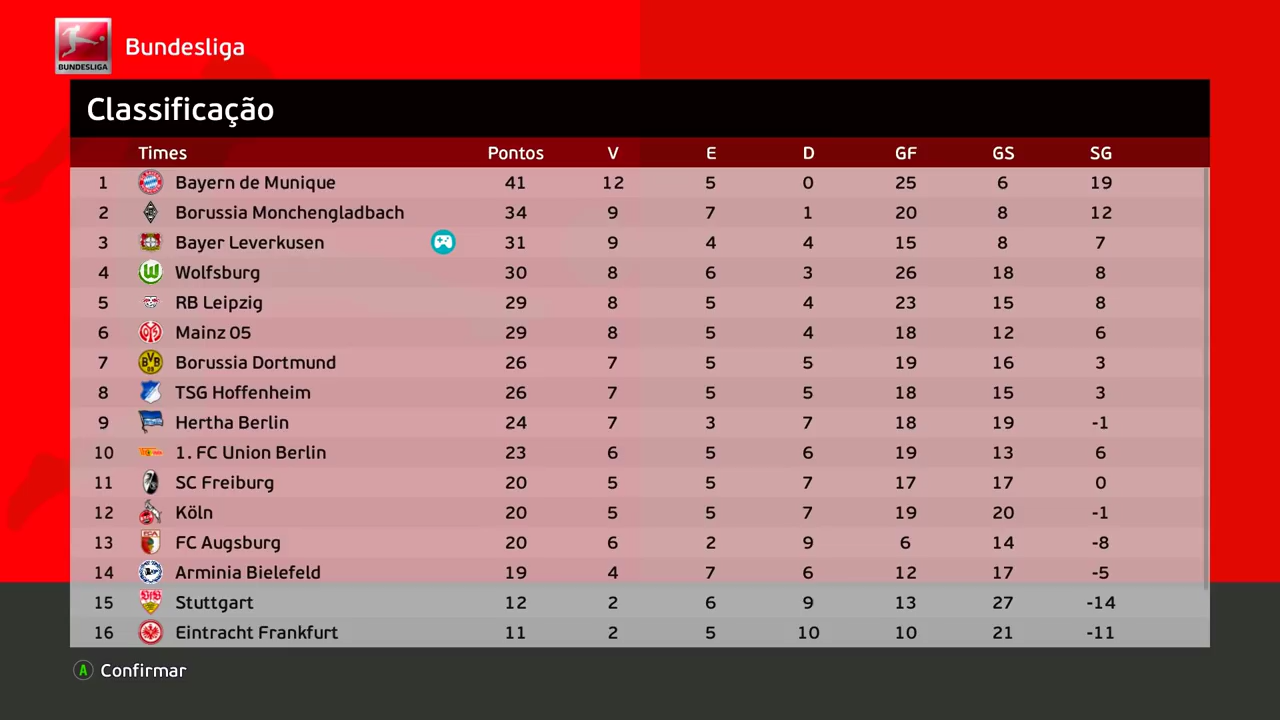 BUNDESLIGA
Bundesliga
Classificação
Times Pontos V E D GF GS SG
1 Bayern de Munique 41 12 5 0 25 6 19
2 Borussia Monchengladbach 34 9 7 1 20 8 12
3 Bayer Leverkusen 31 9 4 4 15 8 7
4 Wolfsburg 30 8 6 3 26 18 8
5 RB Leipzig 29 8 5 4 23 15 8
6 Mainz 05 29 8 5 4 18 12 6
7 Borussia Dortmund 26 7 5 5 19 16 3
8 TSG Hoffenheim 26 7 5 5 18 15 3
9 Hertha Berlin 24 7 3 7 18 19 -1
10 1. FC Union Berlin 23 6 5 6 19 13 6
11 SC Freiburg 20 5 5 7 17 17 0
12 Köln 20 5 5 7 19 20 -1
13 FC Augsburg 20 6 2 9 6 14 -8
14 Arminia Bielefeld 19 4 7 6 12 17 -5
15 Stuttgart 12 2 6 9 13 27 -14
16 Eintracht Frankfurt 11 2 5 10 10 21 -11
A Confirmar